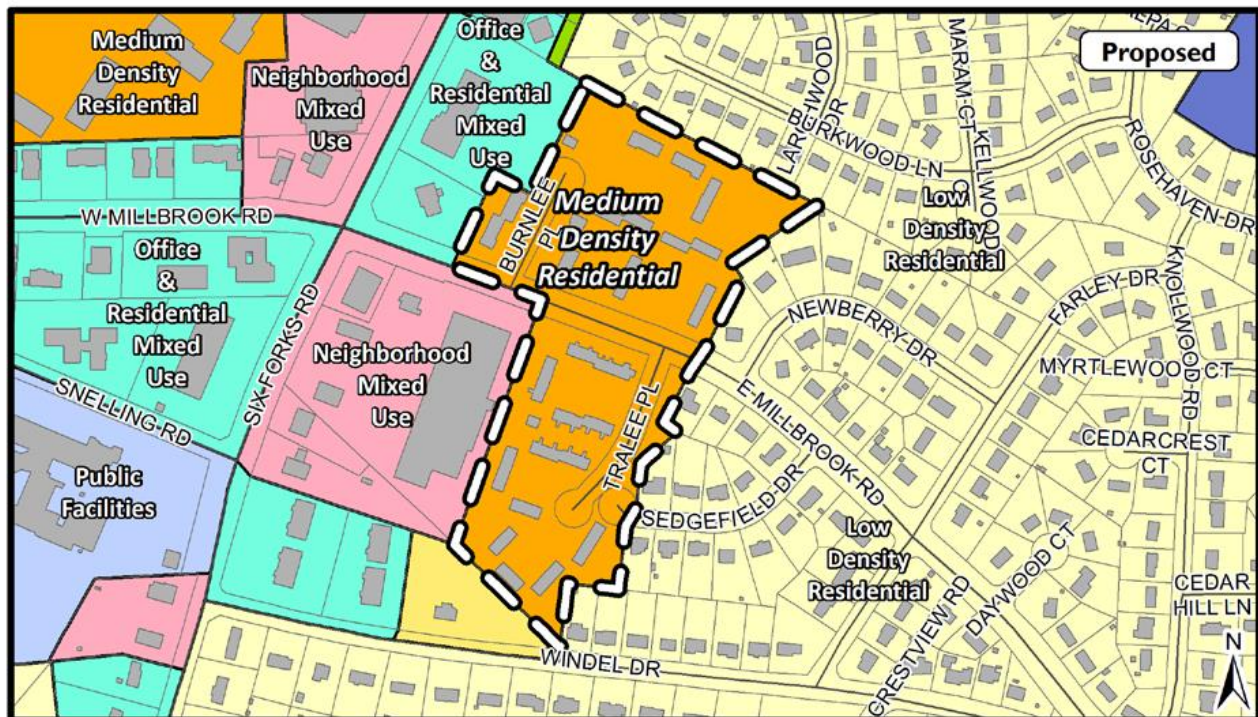 Proposed
Medium
Density
Residential
Neighborhood
Mixed
Use
Office
&
Residential
Mixed
Use
LARCHWOOD
DR
MARAM CT
KELLWOOD
CT
BURKWOOD LN
ROSEHAVEN DR
Low
Density
Residential
W MILLBROOK RD
BURNLEE
PL
Medium
Density
Residential
KNOLLWOOD RD
FARLEY DR
Office
&
Residential
Mixed
Use
SIX FORKS RD
NEWBERRY DR
MYRTLEWOOD CT
Neighborhood
Mixed
Use
E MILLBROOK RD
SNELLING RD
TRALEE PL
CEDARCREST
CT
Public
Facilities
SEDGEFIELD DR
Low
Density
Residential
DAYWOOD CT
CEDAR
HILL LN
WINDEL DR
CRESTVIEW RD
N